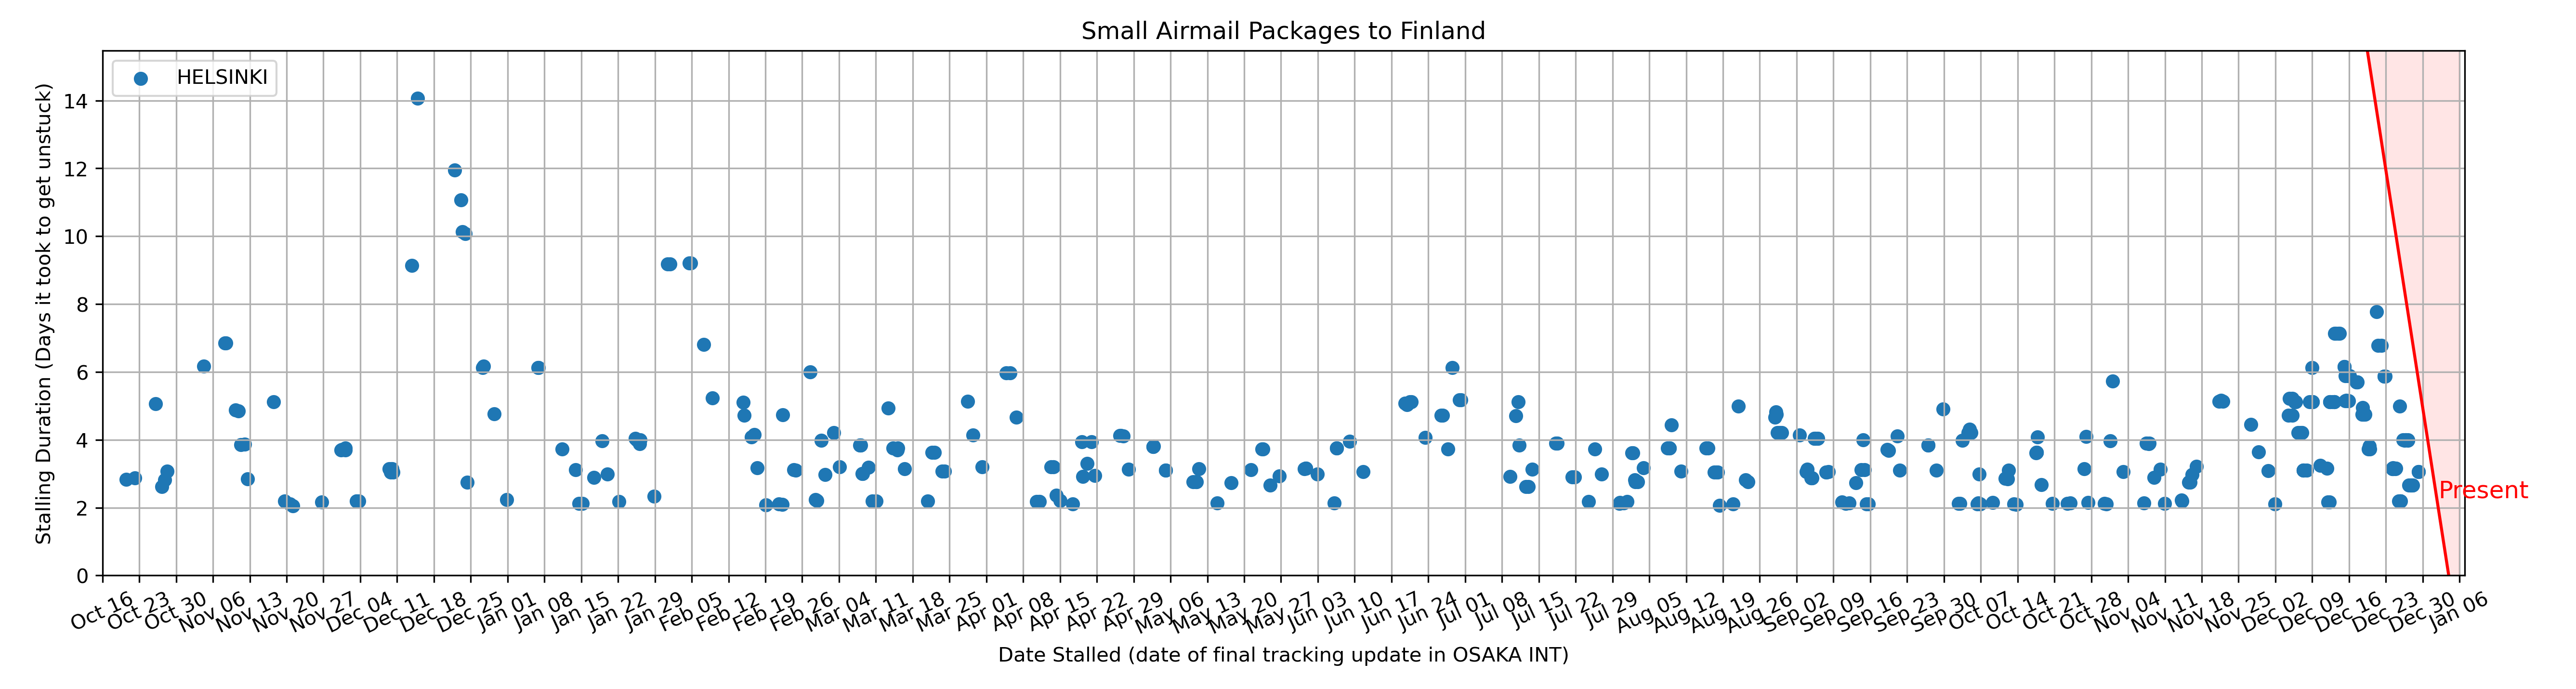 Small Airmail Packages to Finland
HELSINKI
Stalling Duration (Days it took to get unstuck)
14
12
10
8
6
4
2
0
Present
Oct 16
Oct 23
Oct 30
Nov 06
Nov 13
Nov 20
Nov 27
Dec 04
Dec 11
Dec 18
Dec 25
Jan 01
Jan 08
Jan 15
Jan 22
Jan 29
Feb 05
Feb 12
Feb 19
Feb 26
Mar 04
Mar 11
Mar 18
Mar 25
Apr 01
Apr 08
Apr 15
Apr 22
Apr 29
May 06
May 13
May 20
May 27
Jun 03
Jun 10
Jun 17
Jun 24
Jul 01
Jul 08
Jul 15
Jul 22
Jul 29
Aug 05
Aug 12
Aug 19
Aug 26
Sep 02
Sep 09
Sep 16
Sep 23
Sep 30
Oct 07
Oct 14
Oct 21
Oct 28
Nov 04
Nov 11
Nov 18
Nov 25
Dec 02
Dec 09
Dec 16
Dec 23
Dec 30
Jan 06
Date Stalled (date of final tracking update in OSAKA INT)